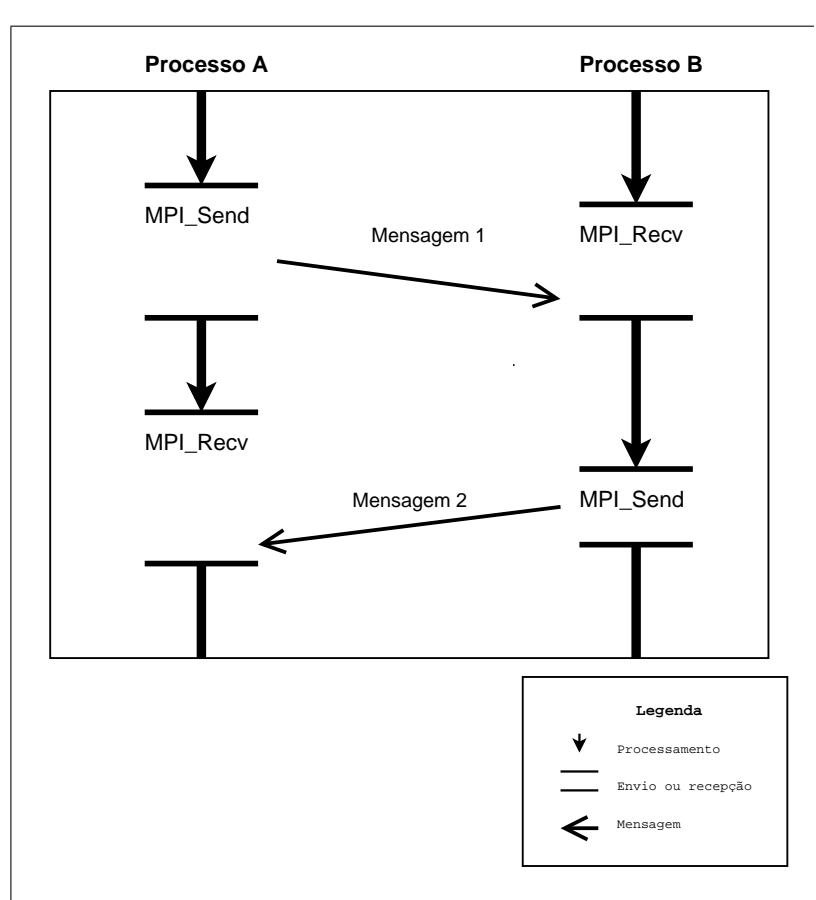 Processo A
Processo B
MPI_Send
Mensagem 1
MPI_Recv
MPI_Recv
Mensagem 2
MPI_Send
Legenda
Processamento
Envio ou recepção
Mensagem